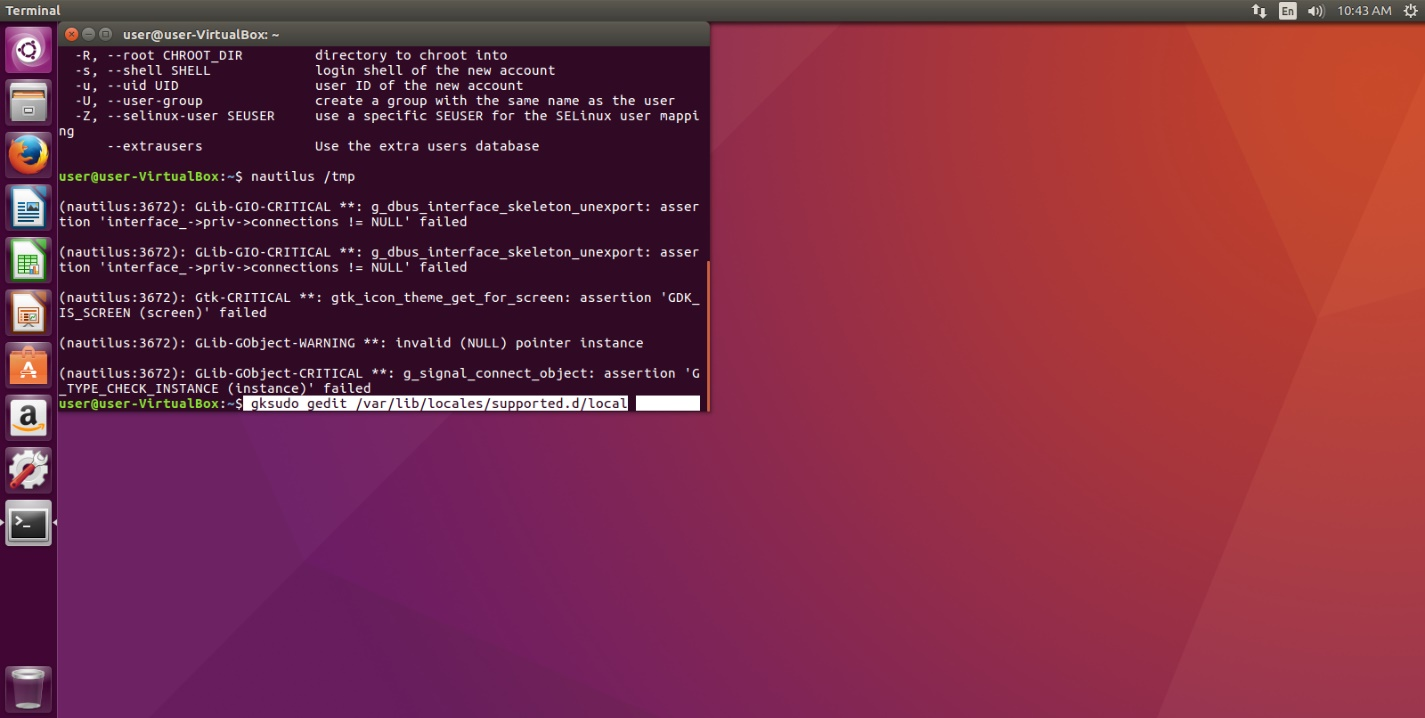 Terminal
En
10:43 AM
user@user-VirtualBox: ~
-R, --root CHROOT_DIR         directory to chroot into
-s, --shell SHELL             login shell of the new account
-u, --uid UID                 user ID of the new account
-U, --user-group              create a group with the same name as the user
-Z, --selinux-user SEUSER     use a specific SEUSER for the SELinux user mappi
ng
--extrausers              Use the extra users database
user@user-VirtualBox:~$ nautilus /tmp
(nautilus:3672): GLib-GIO-CRITICAL **: g_dbus_interface_skeleton_unexport: asser
tion 'interface_->priv->connections != NULL' failed
(nautilus:3672): GLib-GIO-CRITICAL **: g_dbus_interface_skeleton_unexport: asser
tion 'interface_->priv->connections != NULL' failed
(nautilus:3672): Gtk-CRITICAL **: gtk_icon_theme_get_for_screen: assertion 'GDK_
IS_SCREEN (screen)' failed
(nautilus:3672): GLib-GObject-WARNING **: invalid (NULL) pointer instance
(nautilus:3672): GLib-GObject-CRITICAL **: g_signal_connect_object: assertion 'G
_TYPE_CHECK_INSTANCE (instance)' failed
user@user-VirtualBox:~$ gksudo gedit /var/lib/locales/supported.d/local